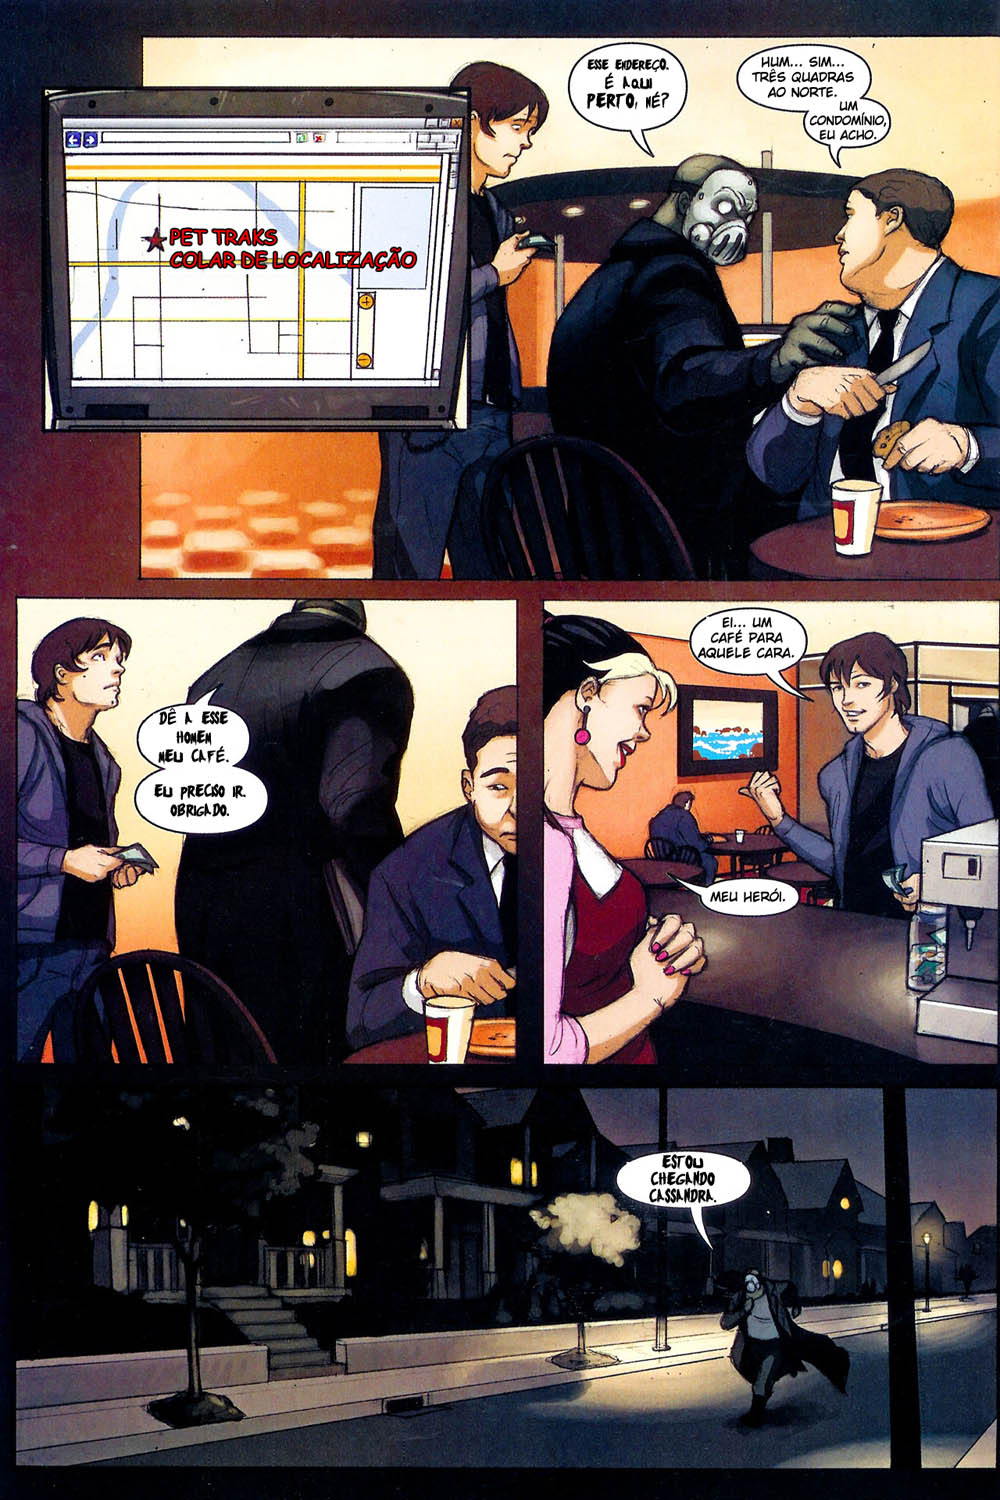 PET TRAKS
COLAR DE LOCALIZAÇÃO
ESSE ENDEREÇO.
É AQUI
PERTO, NÉ?
HUM... SIM...
TRÊS QUADRAS
AO NORTE.
UM
CONDOMÍNIO,
EU ACHO.
DÊ A ESSE
HOMEM
MEU CAFÉ.
EU PRECISO IR.
OBRIGADO.
EI... UM
CAFÉ PARA
AQUELE CARA.
MEU HERÓI.
ESTOU
CHEGANDO
CASSANDRA.